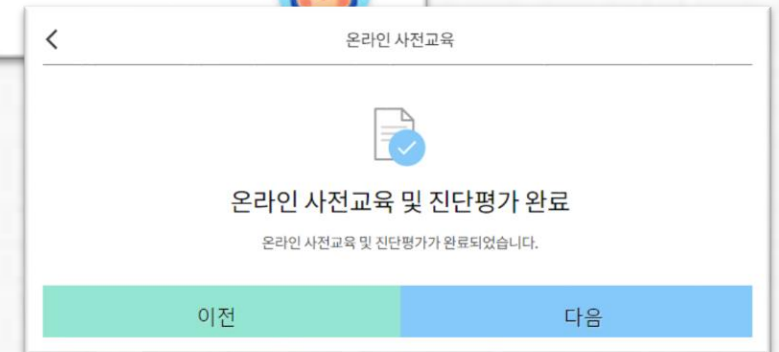 온라인 사전교육
온라인 사전교육 및 진단평가 완료
온라인 사전교육 및 진단평가가 완료되었습니다.
이전
다음